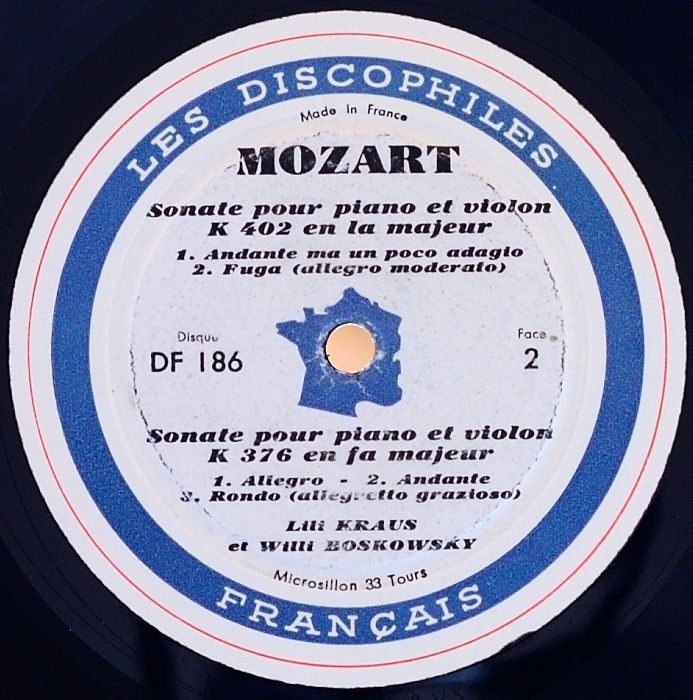 LES DISCOPHILES
Made in France
MOZART
Sonate pour piano et violon
K 402 en la majeur
1. Andante ma un poco adagio
2. Fuga (allegro moderato)
Disque
DF 186
Face
2
Sonate pour piano et violon
K 376 en fa majeur
1. Allegro - 2. Andante
3. Rondo (allegretto grazioso)
Lili KRAUS
et Willi BOSKOWSKY
Microsillon 33 Tours
FRANÇAIS